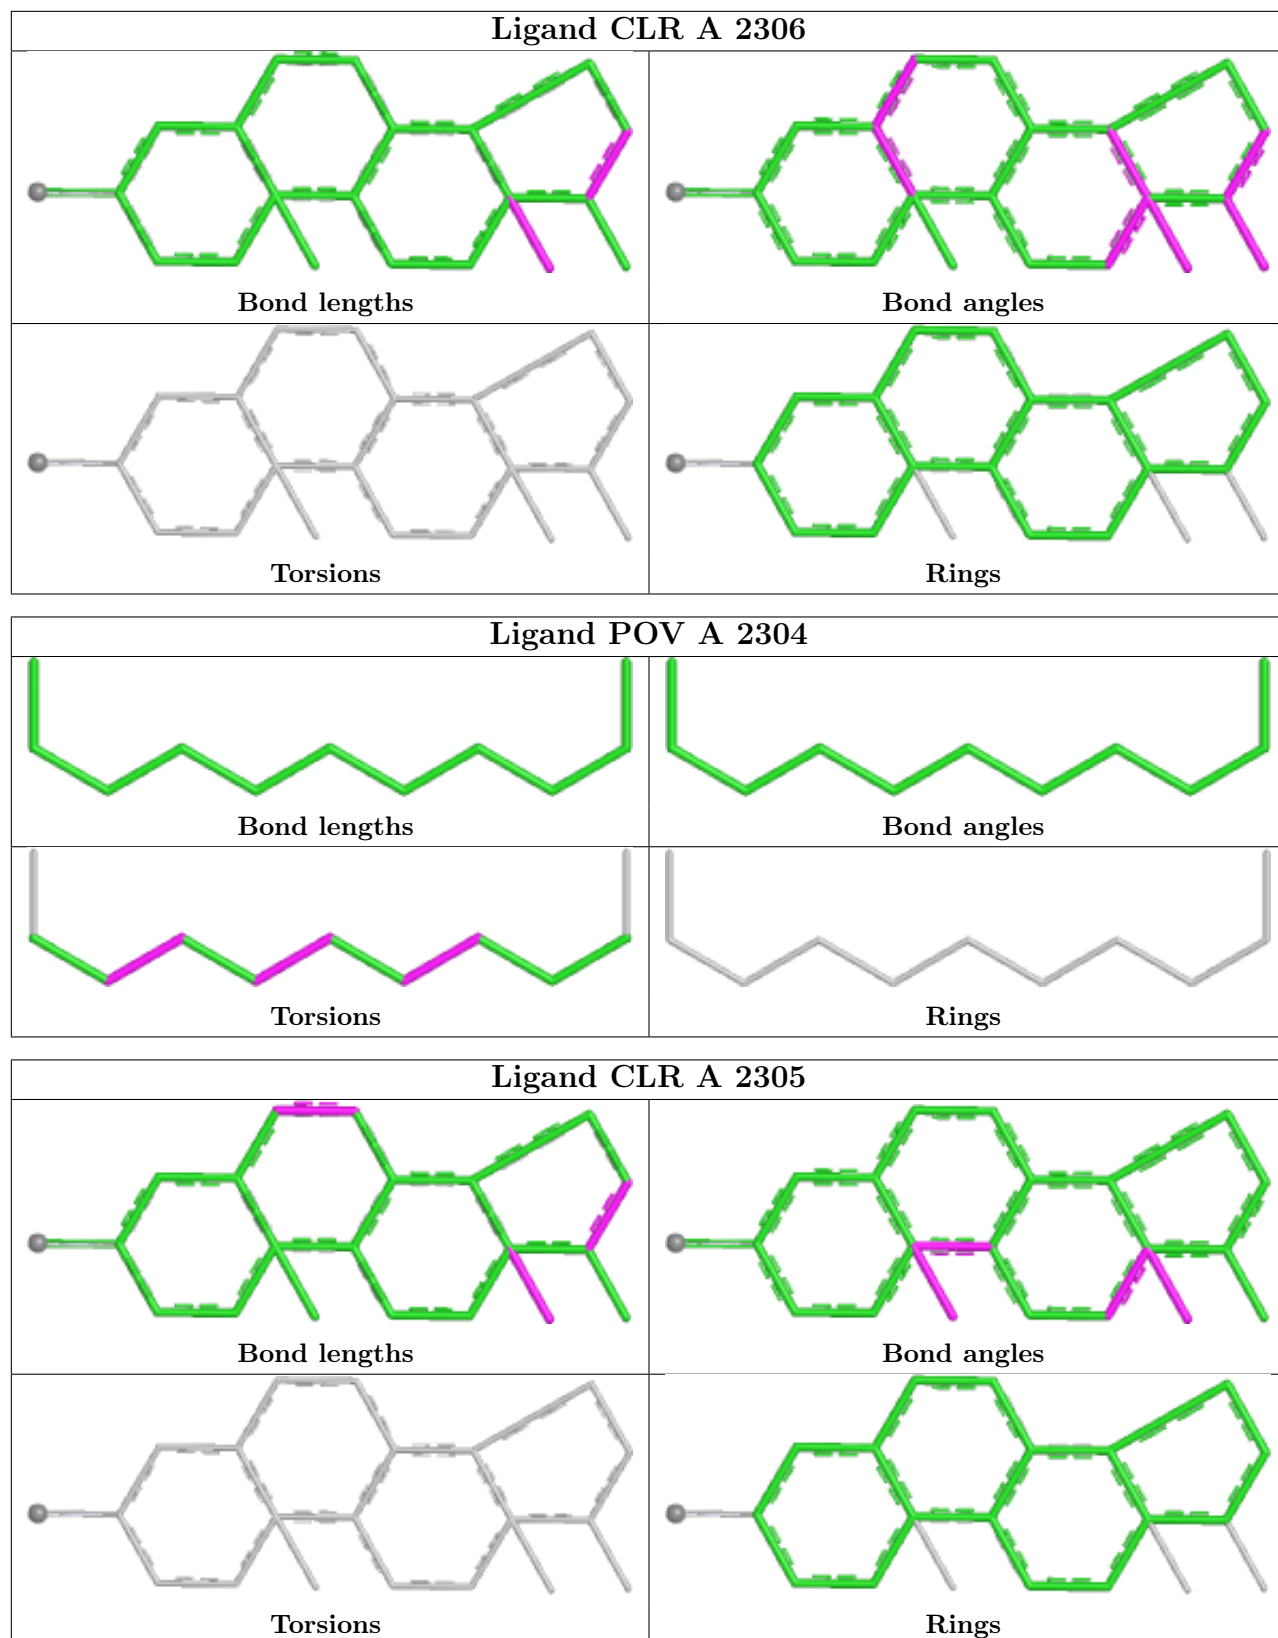 Ligand CLR A 2306
Bond lengths
Bond angles
Torsions
Rings
Ligand POV A 2304
Bond lengths
Bond angles
Torsions
Rings
Ligand CLR A 2305
Bond lengths
Bond angles
Torsions
Rings